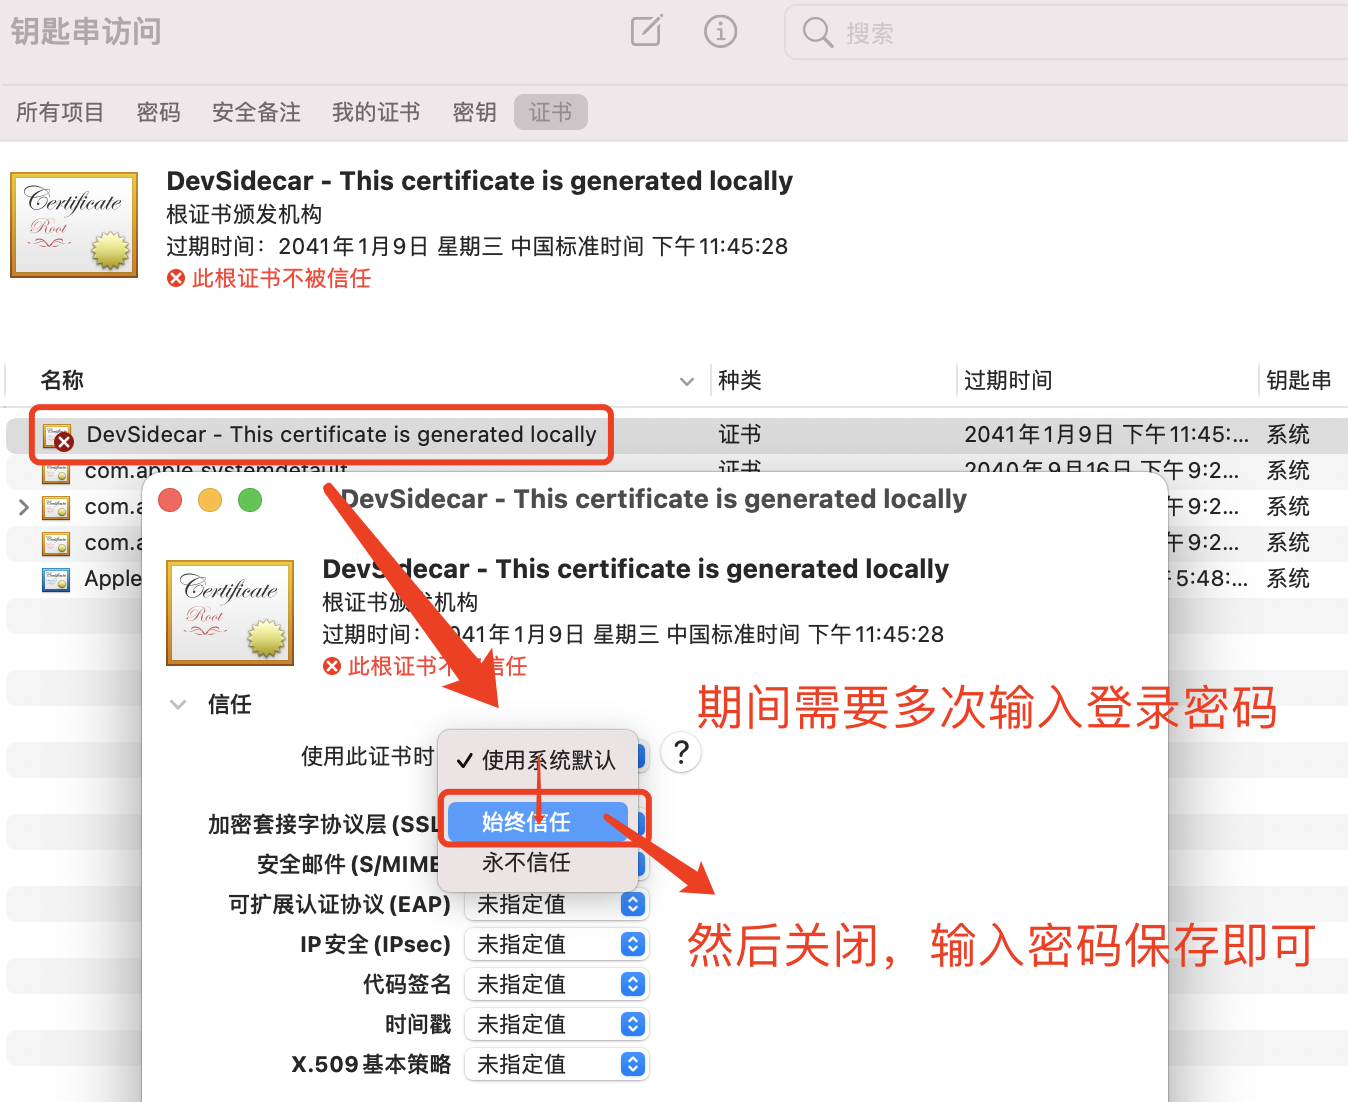 钥匙串访问
搜索
所有项目 密码 安全备注 我的证书 密钥 证书
Certificate
Root
DevSidecar - This certificate is generated locally
根证书颁发机构
过期时间：2041年1月9日 星期三 中国标准时间 下午11:45:28
此根证书不被信任
名称 种类 过期时间 钥匙串
DevSidecar - This certificate is generated locally 证书 2041年1月9日 下午11:45:... 系统
com.apple.systemdefault 证书 2040年9月16日 下午9:2... 系统
com.a 午9:2... 系统
com.a 午9:2... 系统
Apple 5:48:... 系统
DevSidecar - This certificate is generated locally
Certificate
Root
DevSidecar - This certificate is generated locally
根证书颁发机构
过期时间：2041年1月9日 星期三 中国标准时间 下午11:45:28
此根证书不被信任
信任
期间需要多次输入登录密码
使用此证书时 ✓ 使用系统默认 ?
加密套接字协议层 (SSL 始终信任
安全邮件 (S/MIME 永不信任
可扩展认证协议 (EAP) 未指定值
IP 安全 (IPsec) 未指定值
然后关闭，输入密码保存即可
代码签名 未指定值
时间戳 未指定值
X.509 基本策略 未指定值